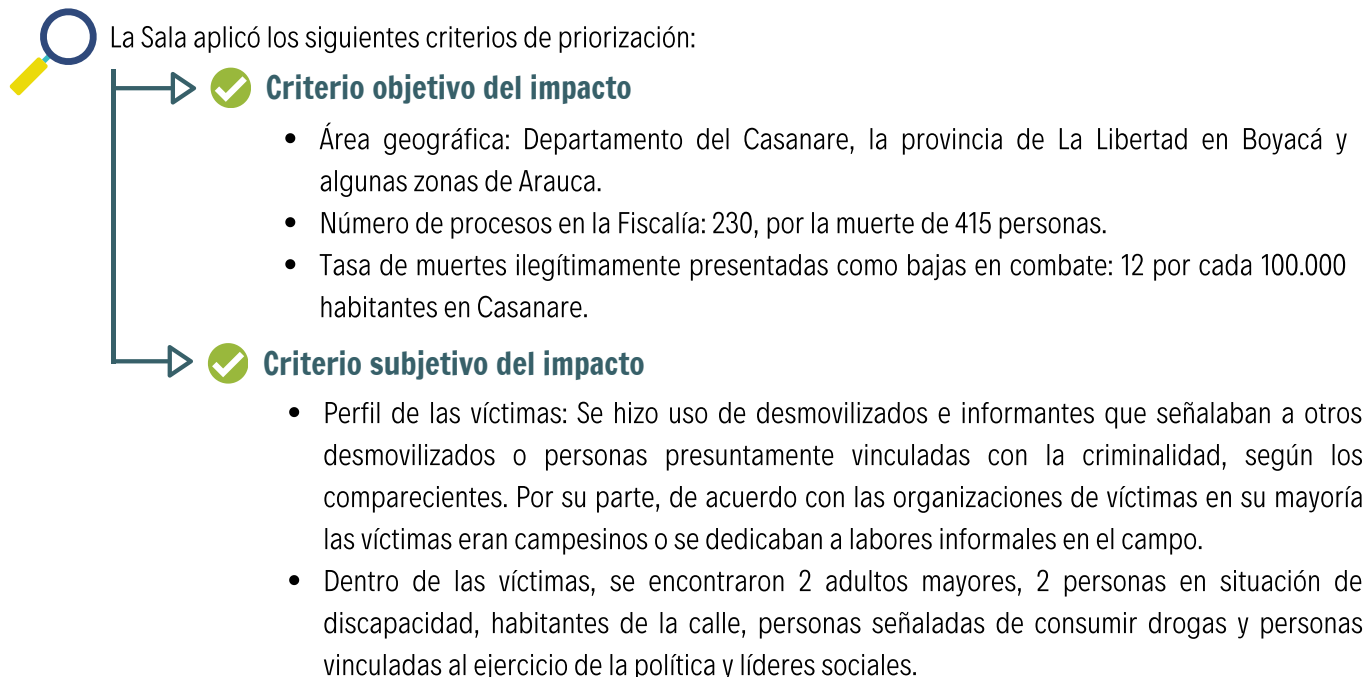 La Sala aplicó los siguientes criterios de priorización:
Criterio objetivo del impacto
• Área geográfica: Departamento del Casanare, la provincia de La Libertad en Boyacá y
algunas zonas de Arauca.
• Número de procesos en la Fiscalía: 230, por la muerte de 415 personas.
• Tasa de muertes ilegítimamente presentadas como bajas en combate: 12 por cada 100.000
habitantes en Casanare.
Criterio subjetivo del impacto
• Perfil de las víctimas: Se hizo uso de desmovilizados e informantes que señalaban a otros
desmovilizados o personas presuntamente vinculadas con la criminalidad, según los
comparecientes. Por su parte, de acuerdo con las organizaciones de víctimas en su mayoría
las víctimas eran campesinos o se dedicaban a labores informales en el campo.
• Dentro de las víctimas, se encontraron 2 adultos mayores, 2 personas en situación de
discapacidad, habitantes de la calle, personas señaladas de consumir drogas y personas
vinculadas al ejercicio de la política y líderes sociales.